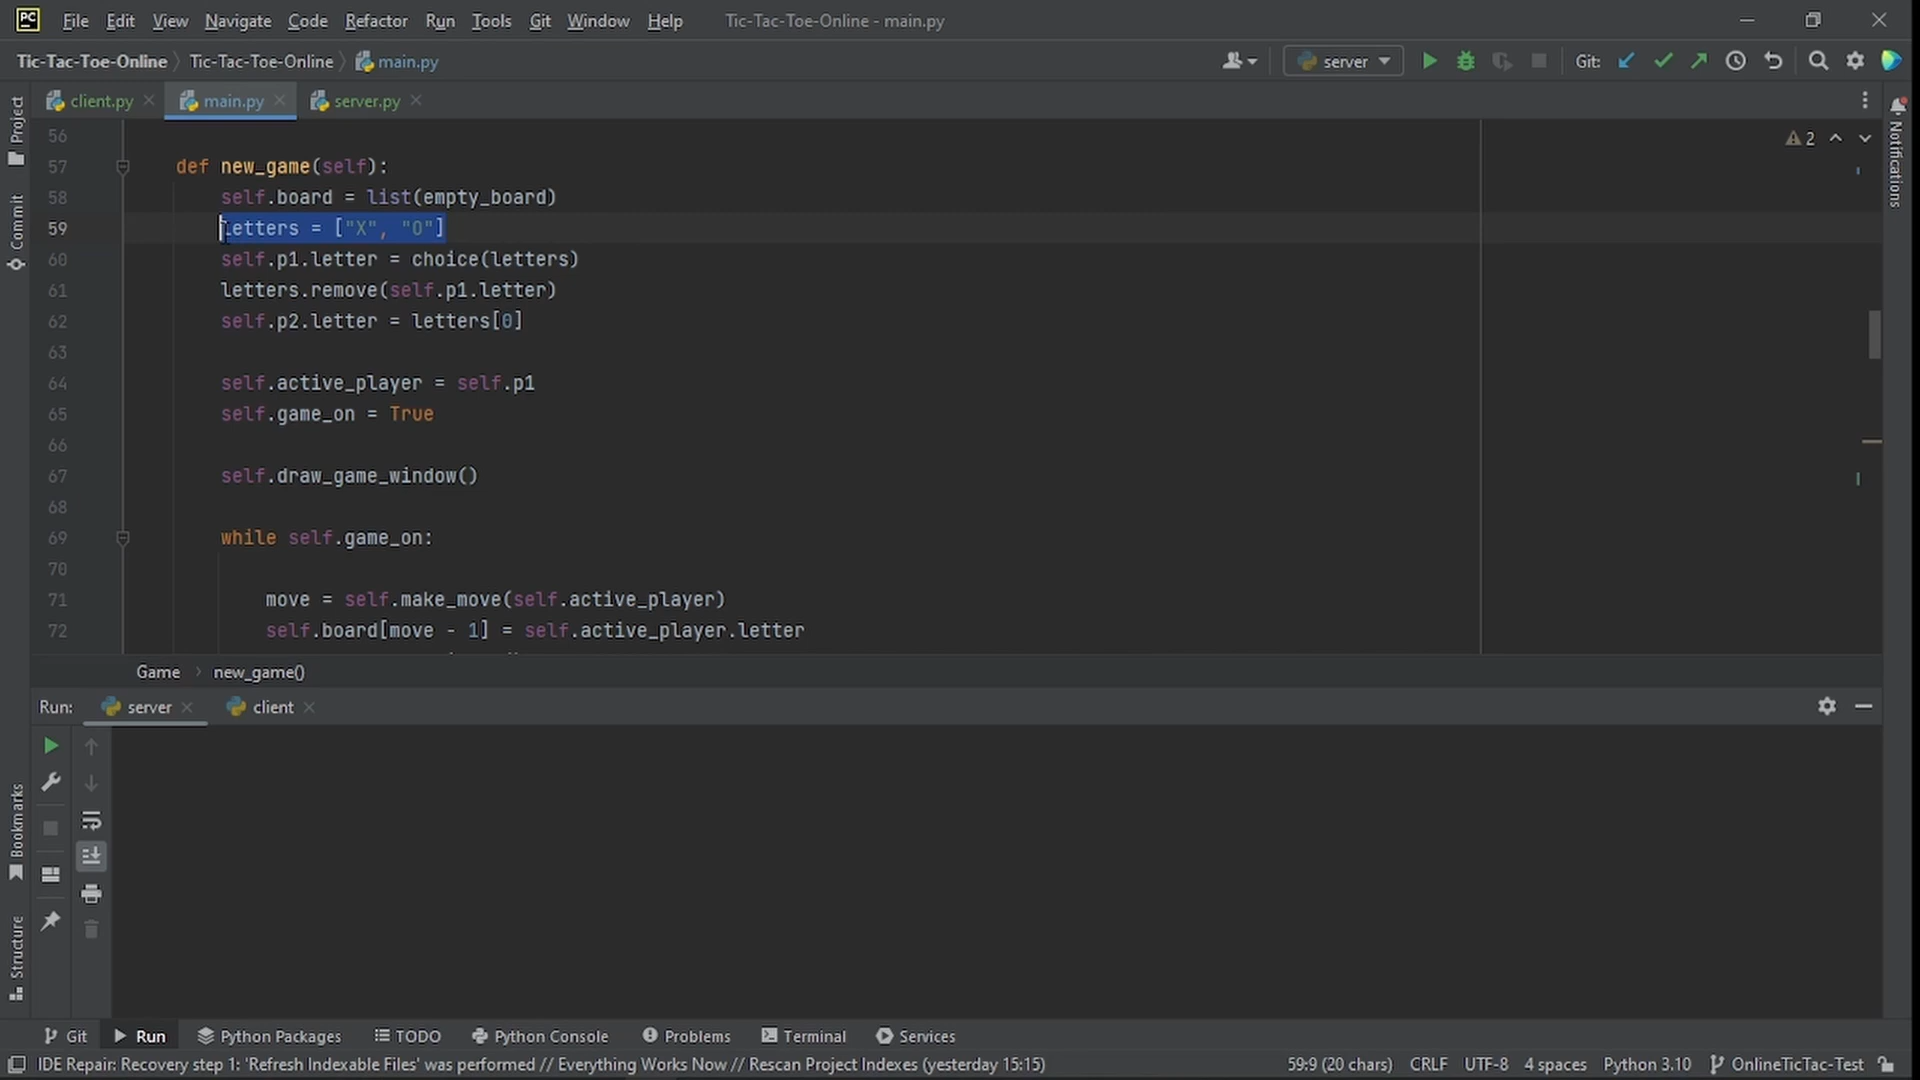 PC File Edit View Navigate Code Refactor Run Tools Git Window Help Tic-Tac-Toe-Online - main.py
Tic-Tac-Toe-Online Tic-Tac-Toe-Online main.py server Git:
client.py main.py server.py
Project
Commit
Bookmarks
Structure
Notifications
2
56
57 def new_game(self):
58 self.board = list(empty_board)
59 letters = ["X", "O"]
60 self.p1.letter = choice(letters)
61 letters.remove(self.p1.letter)
62 self.p2.letter = letters[0]
63
64 self.active_player = self.p1
65 self.game_on = True
66
67 self.draw_game_window()
68
69 while self.game_on:
70
71 move = self.make_move(self.active_player)
72 self.board[move - 1] = self.active_player.letter
Game new_game()
Run: server client
Git Run Python Packages TODO Python Console Problems Terminal Services
IDE Repair: Recovery step 1: 'Refresh Indexable Files' was performed // Everything Works Now // Rescan Project Indexes (yesterday 15:15) 59:9 (20 chars) CRLF UTF-8 4 spaces Python 3.10 OnlineTicTac-Test